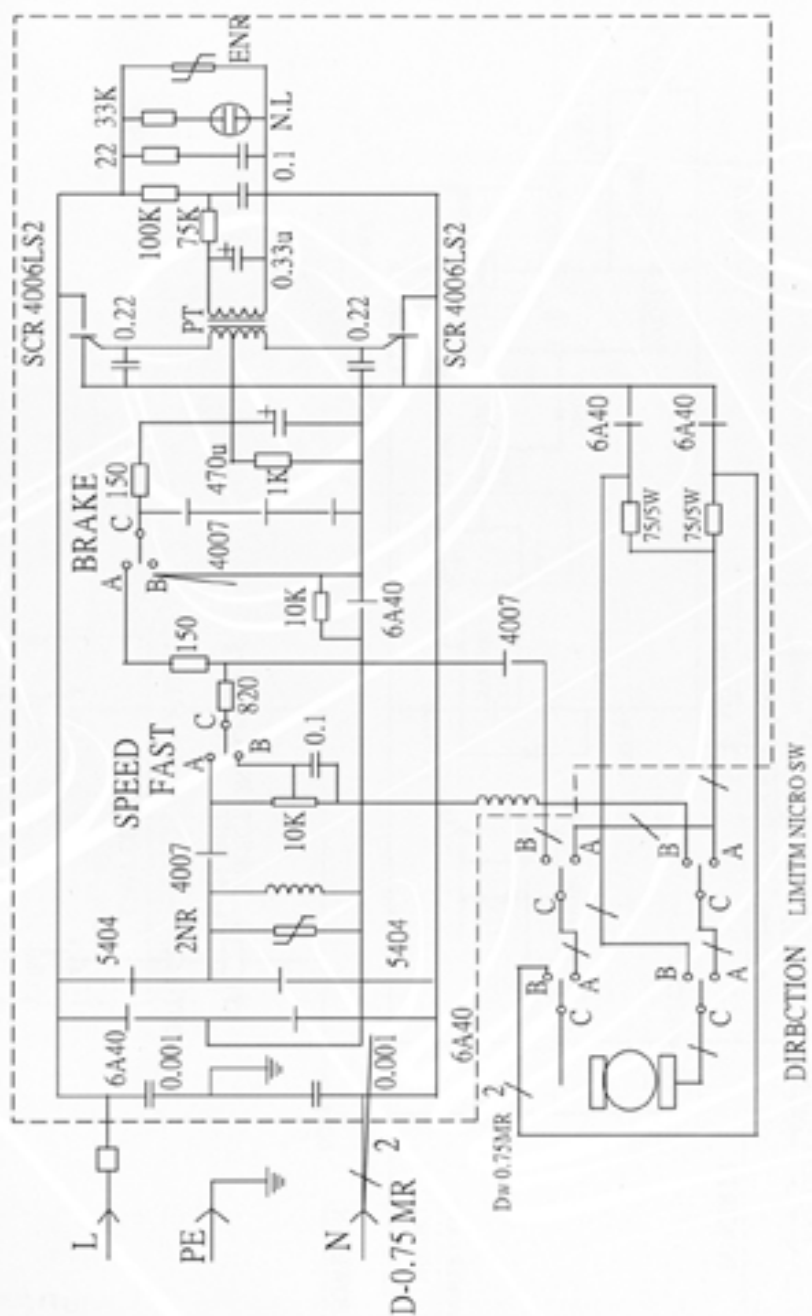 SCR 4006LS2
22
33K
ENR
100K
75K
N.L
0.1
0.33u
PT
0.22
0.22
SCR 4006LS2
BRAKE
150
A
C
B
470u
1K
4007
10K
6A40
150
SPEED
FAST
A
C
B
820
0.1
10K
4007
2NR
5404
5404
6A40
0.001
0.001
L
PE
N
2
D-0.75 MR
6A40
4007
6A40
6A40
75/5W
75/5W
Dw 0.75MR
2
B
A
C
B
A
C
B
A
C
B
A
C
DIRBCTION
LIMITM NICRO SW